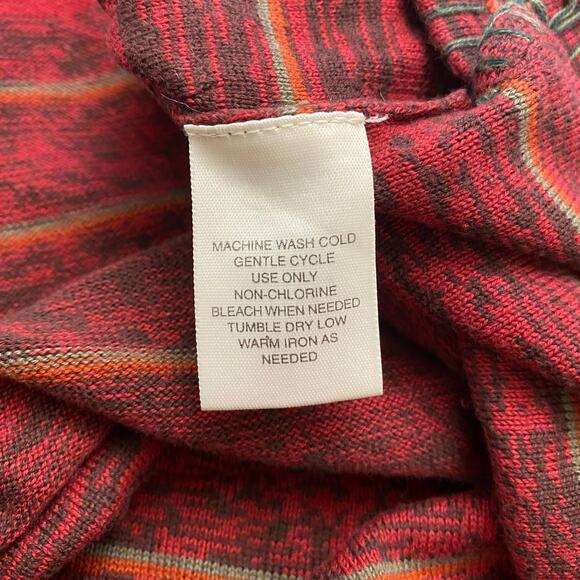 MACHINE WASH COLD
GENTLE CYCLE
USE ONLY
NON-CHLORINE
BLEACH WHEN NEEDED
TUMBLE DRY LOW
WARM IRON AS
NEEDED